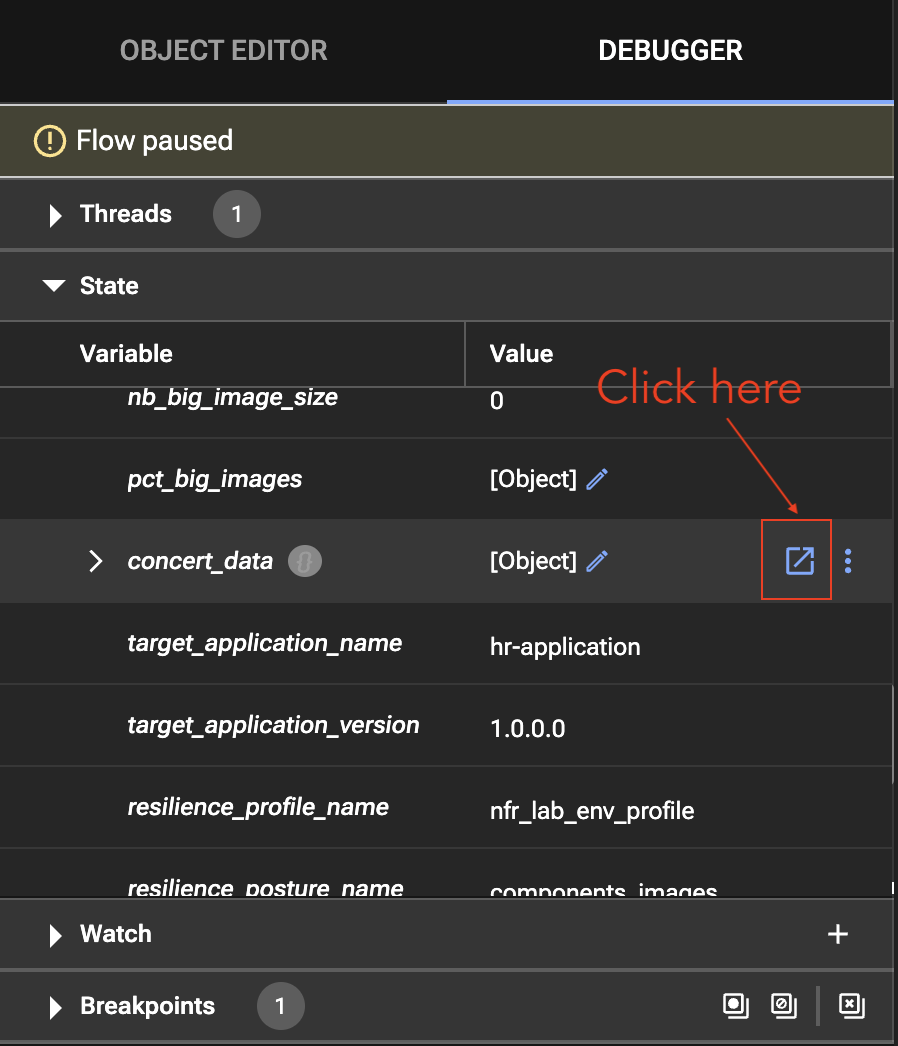 OBJECT EDITOR DEBUGGER
Flow paused
Threads 1
State
Variable Value
nb_big_image_size 0
Click here
pct_big_images [Object]
concert_data {} [Object]
target_application_name hr-application
target_application_version 1.0.0.0
resilience_profile_name nfr_lab_env_profile
resilience_posture_name components_images
Watch
Breakpoints 1